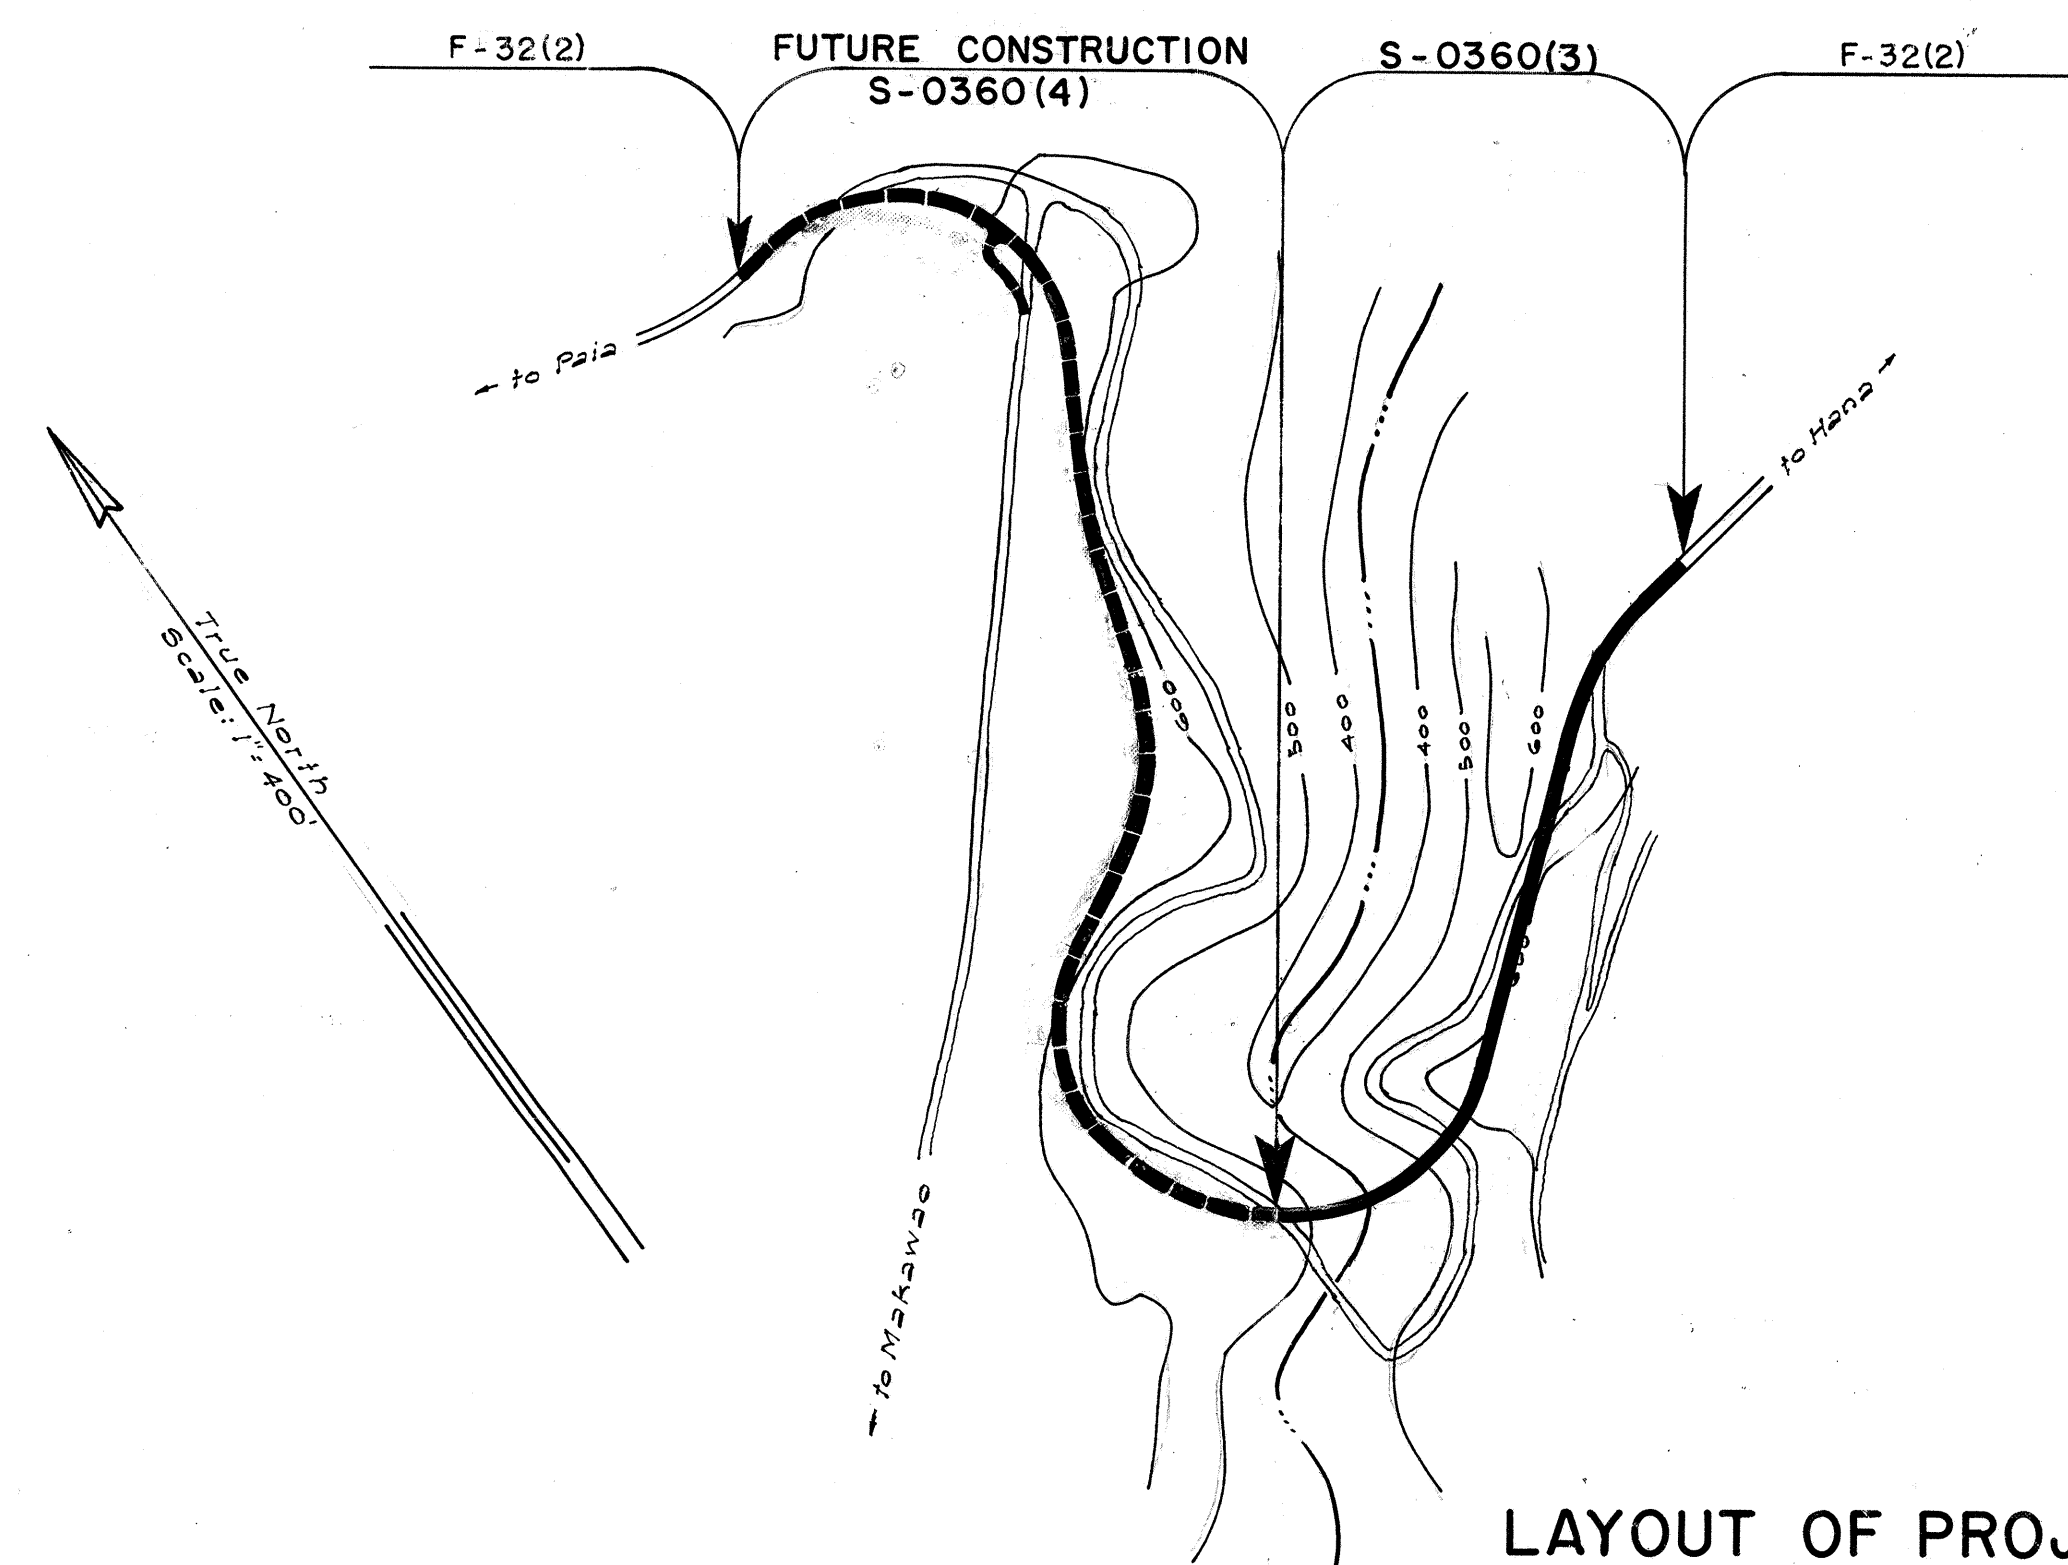 F-32(2)
FUTURE CONSTRUCTION
S-0360(4)
S-0360(3)
F-32(2)
← to Paia
to Hana →
True North
Scale: 1"= 400'
600
500
400
400
500
600
← to Makawao
LAYOUT OF PROJ